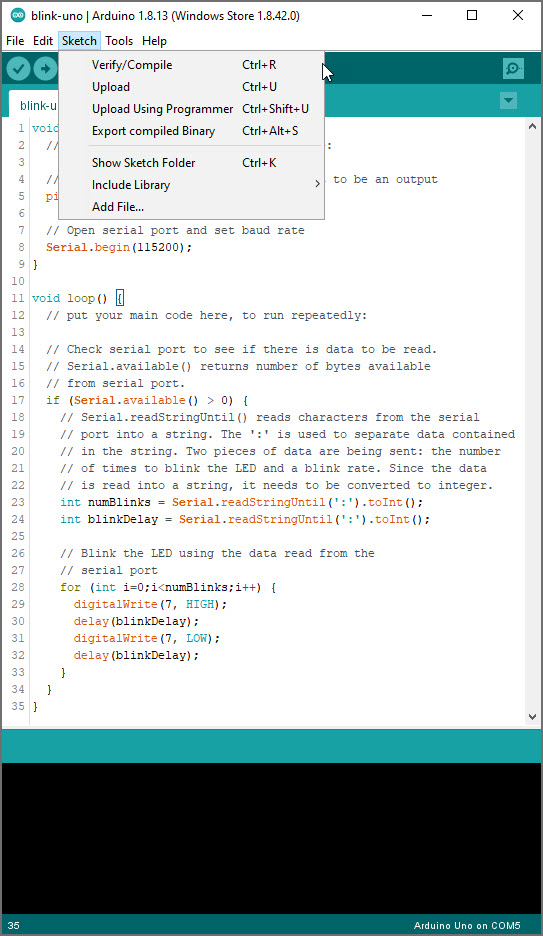 blink-uno | Arduino 1.8.13 (Windows Store 1.8.42.0)
File Edit Sketch Tools Help
Verify/Compile Ctrl+R
Upload Ctrl+U
Upload Using Programmer Ctrl+Shift+U
Export compiled Binary Ctrl+Alt+S
Show Sketch Folder Ctrl+K
Include Library
Add File...
blink-u
1 void
2 // :
3
4 // to be an output
5 pi
6
7 // Open serial port and set baud rate
8 Serial.begin(115200);
9 }
10
11 void loop() {
12 // put your main code here, to run repeatedly:
13
14 // Check serial port to see if there is data to be read.
15 // Serial.available() returns number of bytes available
16 // from serial port.
17 if (Serial.available() > 0) {
18 // Serial.readStringUntil() reads characters from the serial
19 // port into a string. The ':' is used to separate data contained
20 // in the string. Two pieces of data are being sent: the number
21 // of times to blink the LED and a blink rate. Since the data
22 // is read into a string, it needs to be converted to integer.
23 int numBlinks = Serial.readStringUntil(':').toInt();
24 int blinkDelay = Serial.readStringUntil(':').toInt();
25
26 // Blink the LED using the data read from the
27 // serial port
28 for (int i=0;i<numBlinks;i++) {
29 digitalWrite(7, HIGH);
30 delay(blinkDelay);
31 digitalWrite(7, LOW);
32 delay(blinkDelay);
33 }
34 }
35 }
35 Arduino Uno on COM5